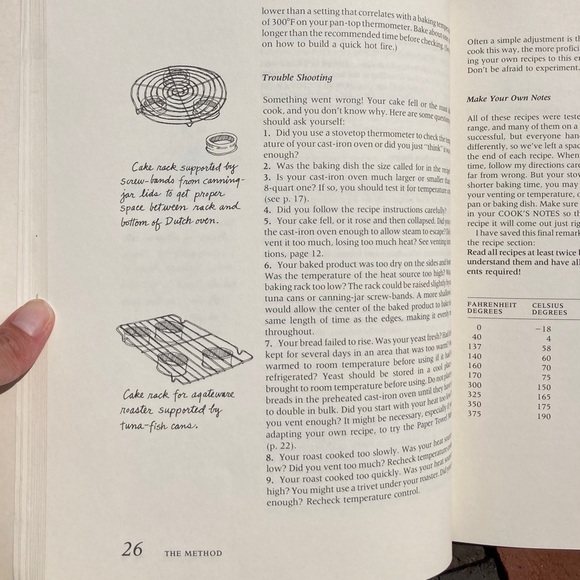 lower than a setting that correlates with a baking
of 300°F on your pan-top thermometer. Bake about
longer than the recommended time before checking.
on how to build a quick hot fire.)
Cake rack supported by
screw-bands from canning-
jar lids to get proper
space between rack and
bottom of Dutch oven.
Cake rack for agateware
roaster supported by
tuna-fish cans.
Trouble Shooting
Something went wrong! Your cake fell or the roast is
cook, and you don't know why. Here are some questions
should ask yourself:
1. Did you use a stovetop thermometer to check the
ature of your cast-iron oven or did you just "think" it
enough?
2. Was the baking dish the size called for in the
3. Is your cast-iron oven much larger or smaller
8-quart one? If so, you should test it for temperature
(see p. 17).
4. Did you follow the recipe instructions carefully?
5. Your cake fell, or it rose and then collapsed. Did
the cast-iron oven enough to allow steam to escape?
vent it too much, losing too much heat? See venting
tions, page 12.
6. Your baked product was too dry on the sides and
Was the temperature of the heat source too high?
baking rack too low? The rack could be raised slightly
tuna cans or canning-jar screw-bands. A more shallow
would allow the center of the baked product to bake
same length of time as the edges, making it evenly
throughout.
7. Your bread failed to rise. Was your yeast fresh?
kept for several days in an area that was too warm?
warmed to room temperature before using if it
refrigerated? Yeast should be stored in a cool
brought to room temperature before using. Do not
breads in the preheated cast-iron oven until they
to double in bulk. Did you start with your heat too
you vent enough? It might be necessary, especially
adapting your own recipe, to try the Paper Towel
(p. 22).
8. Your roast cooked too slowly. Was your heat
low? Did you vent too much? Recheck temperature
9. Your roast cooked too quickly. Was your heat
high? You might use a trivet under your roaster. Did
enough? Recheck temperature control.
26 THE METHOD
Often a simple adjustment is th
cook this way, the more profici
ing your own recipes to this en
Don't be afraid to experiment.
Make Your Own Notes
All of these recipes were teste
range, and many of them on a
successful, but everyone han
differently, so we've left a spac
the end of each recipe. When
time, follow my directions care
far from wrong. But your stov
shorter baking time, you may
your venting or temperature, c
pan or baking dish. Make sure
in your COOK'S NOTES so th
recipe it will come out just righ
I have saved this final remark
the recipe section:
Read all recipes at least twice b
understand them and have all
ents required!
FAHRENHEIT CELSIUS
DEGREES DEGREES
0 -18
40 4
137 58
140 60
160 70
170 75
300 150
325 165
350 175
375 190